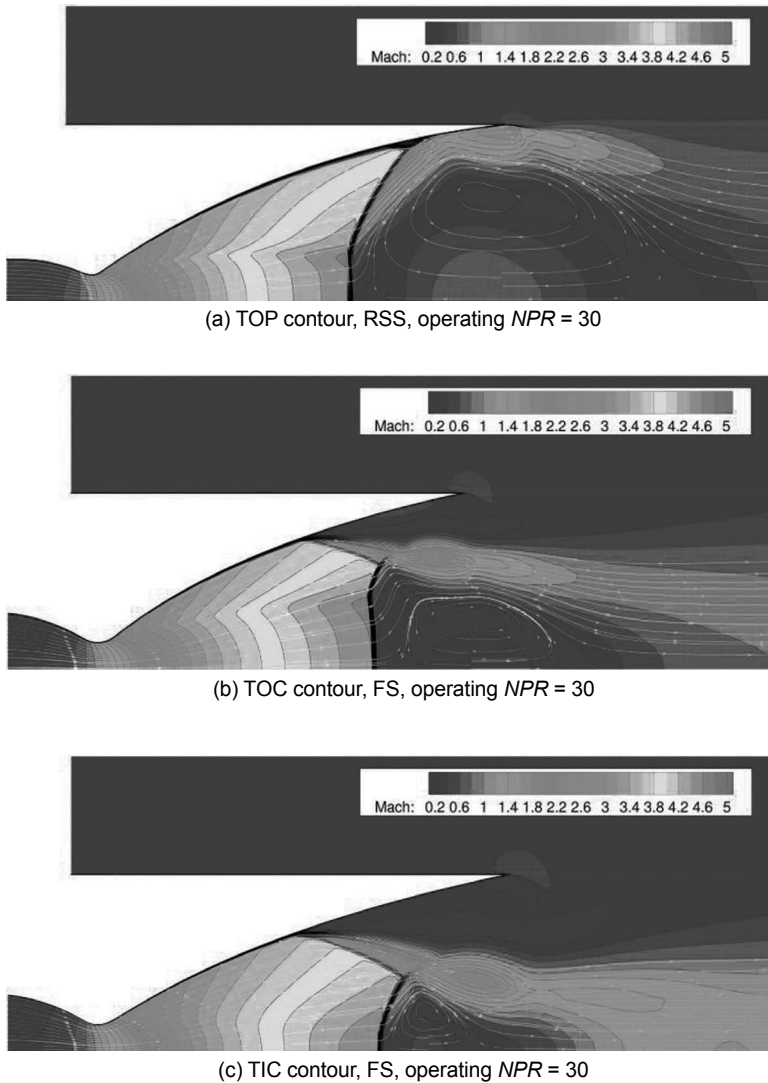 Mach: 0.2 0.6 1 1.4 1.8 2.2 2.6 3 3.4 3.8 4.2 4.6 5
(a) TOP contour, RSS, operating NPR = 30
Mach: 0.2 0.6 1 1.4 1.8 2.2 2.6 3 3.4 3.8 4.2 4.6 5
(b) TOC contour, FS, operating NPR = 30
Mach: 0.2 0.6 1 1.4 1.8 2.2 2.6 3 3.4 3.8 4.2 4.6 5
(c) TIC contour, FS, operating NPR = 30